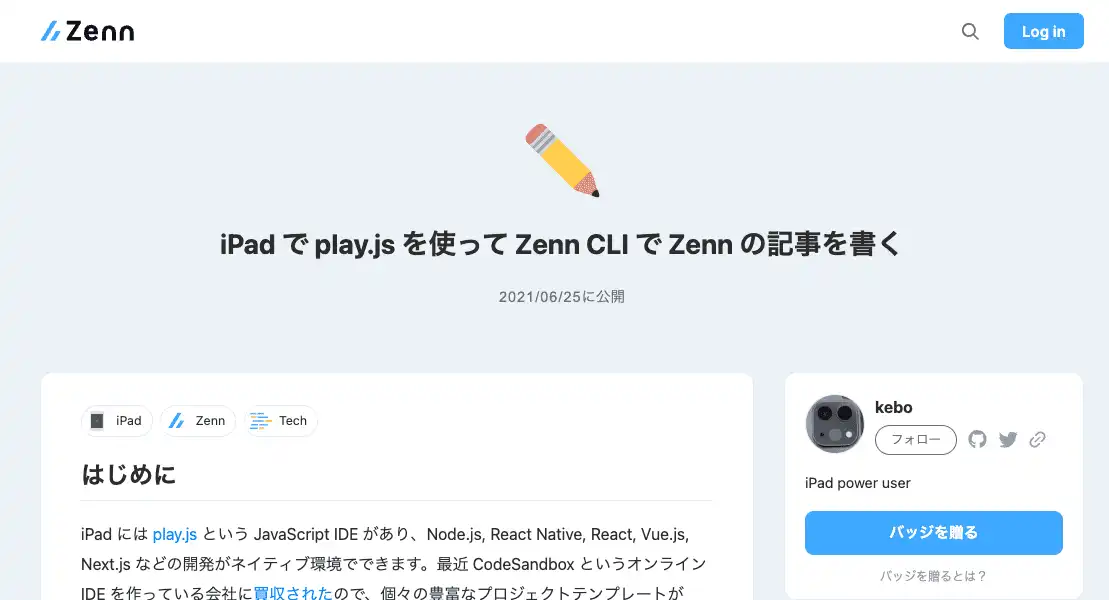 Zenn
Log in
iPad で play.js を使って Zenn CLI で Zenn の記事を書く
2021/06/25に公開
iPad
Zenn
Tech
はじめに
iPad には play.js という JavaScript IDE があり、Node.js, React Native, React, Vue.js,
Next.js などの開発がネイティブ環境でできます。最近 CodeSandbox というオンライン
IDE を作っている会社に買収されたので、個々の豊富なプロジェクトテンプレートが
kebo
フォロー
iPad power user
バッジを贈る
バッジを贈るとは？